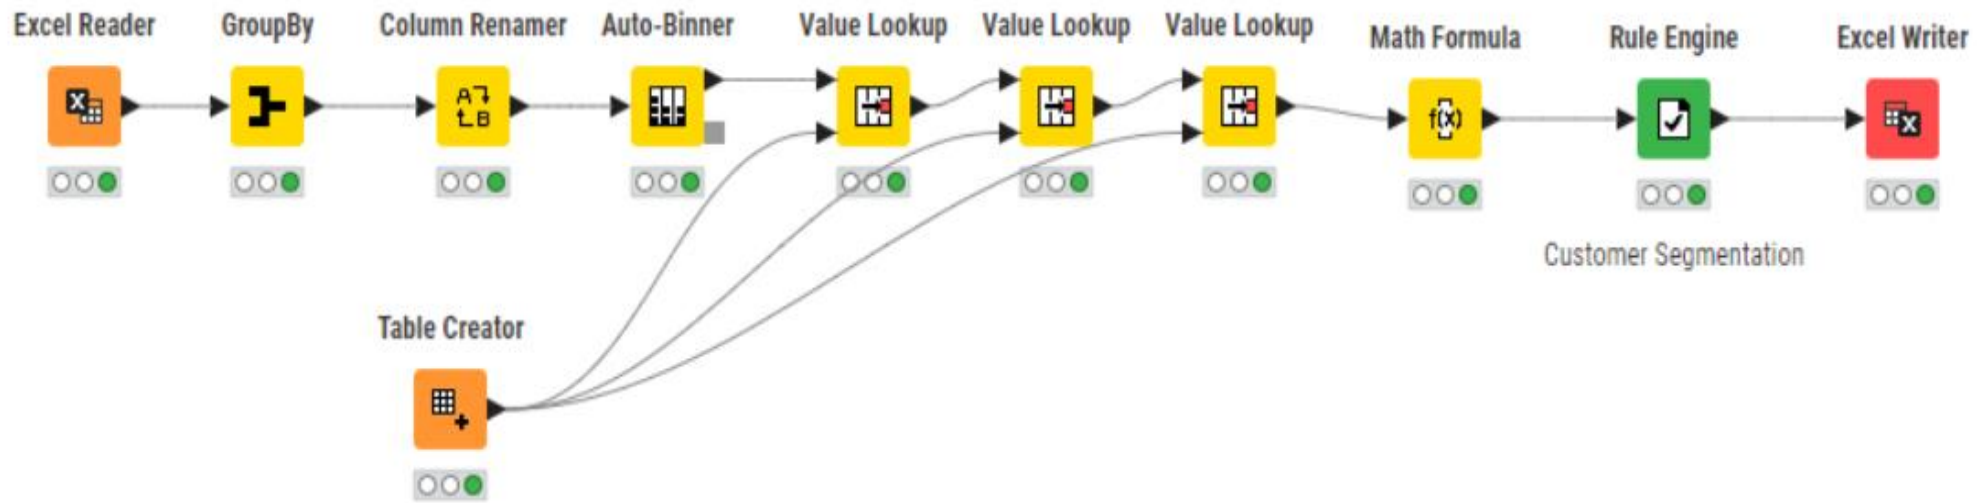 Excel Reader
GroupBy
Column Renamer
Auto-Binner
Value Lookup
Value Lookup
Value Lookup
Math Formula
Rule Engine
Excel Writer
Customer Segmentation
Table Creator